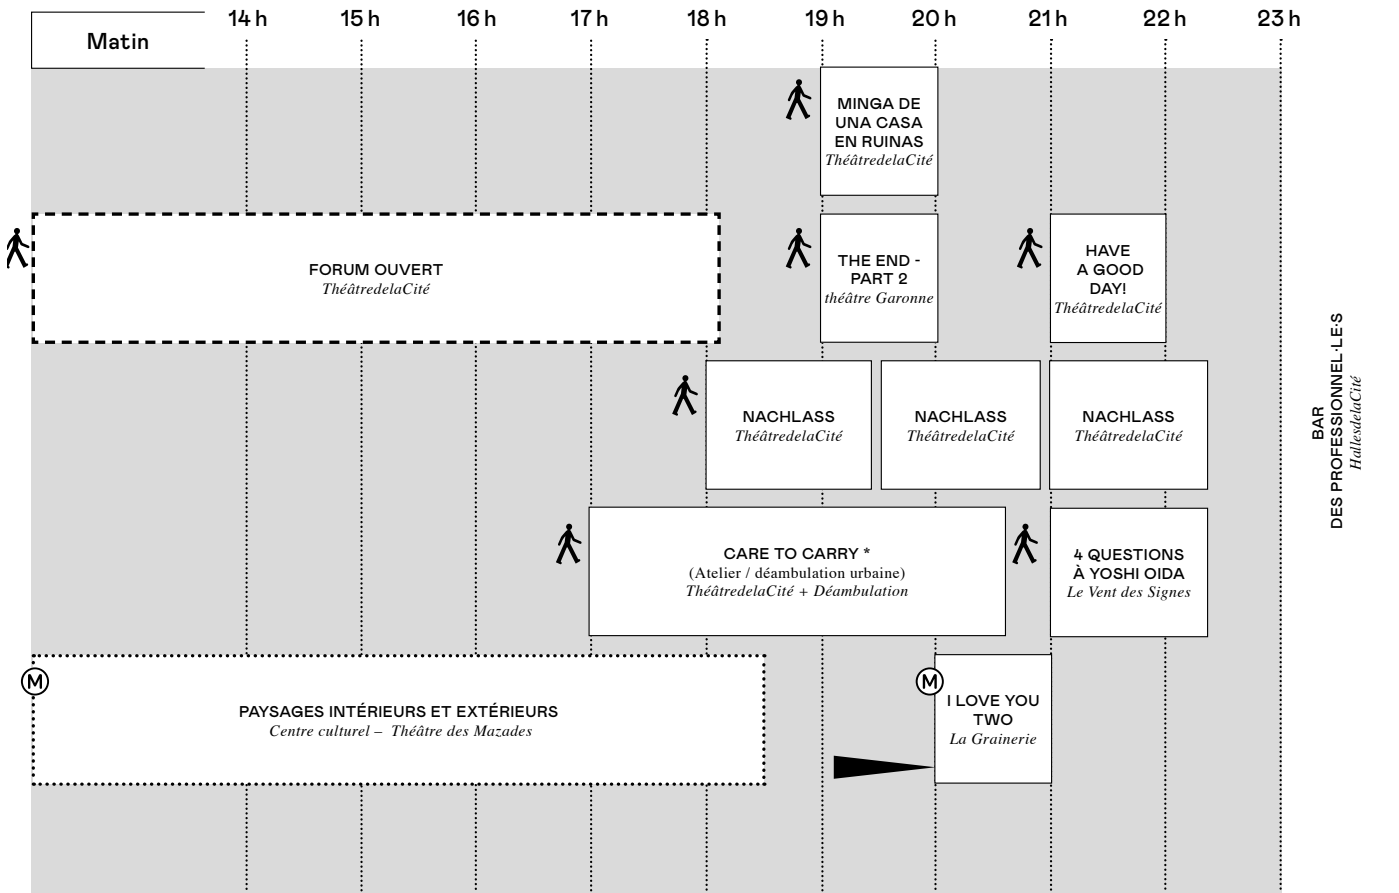 Matin
14 h
15 h
16 h
17 h
18 h
19 h
20 h
21 h
22 h
23 h
MINGA DE
UNA CASA
EN RUINAS
ThéâtredelaCité
FORUM OUVERT
ThéâtredelaCité
THE END -
PART 2
théâtre Garonne
HAVE
A GOOD
DAY!
ThéâtredelaCité
NACHLASS
ThéâtredelaCité
NACHLASS
ThéâtredelaCité
NACHLASS
ThéâtredelaCité
CARE TO CARRY *
(Atelier / déambulation urbaine)
ThéâtredelaCité + Déambulation
4 QUESTIONS
À YOSHI OIDA
Le Vent des Signes
M
PAYSAGES INTÉRIEURS ET EXTÉRIEURS
Centre culturel – Théâtre des Mazades
M
I LOVE YOU
TWO
La Grainerie
BAR
DES PROFESSIONNEL·LE·S
HallesdelaCité